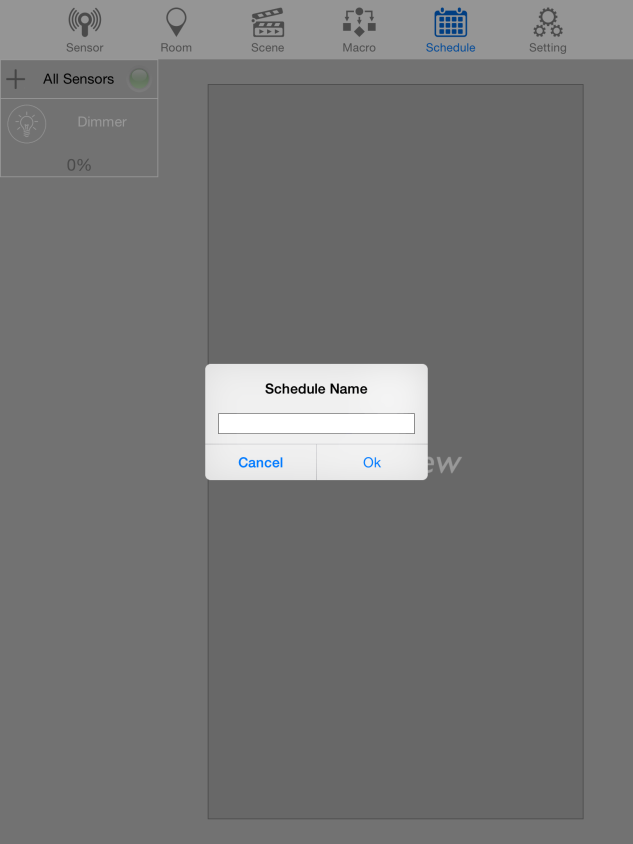 Sensor Room Scene Macro Schedule Setting
All Sensors
Dimmer
0%
Schedule Name
Cancel Ok